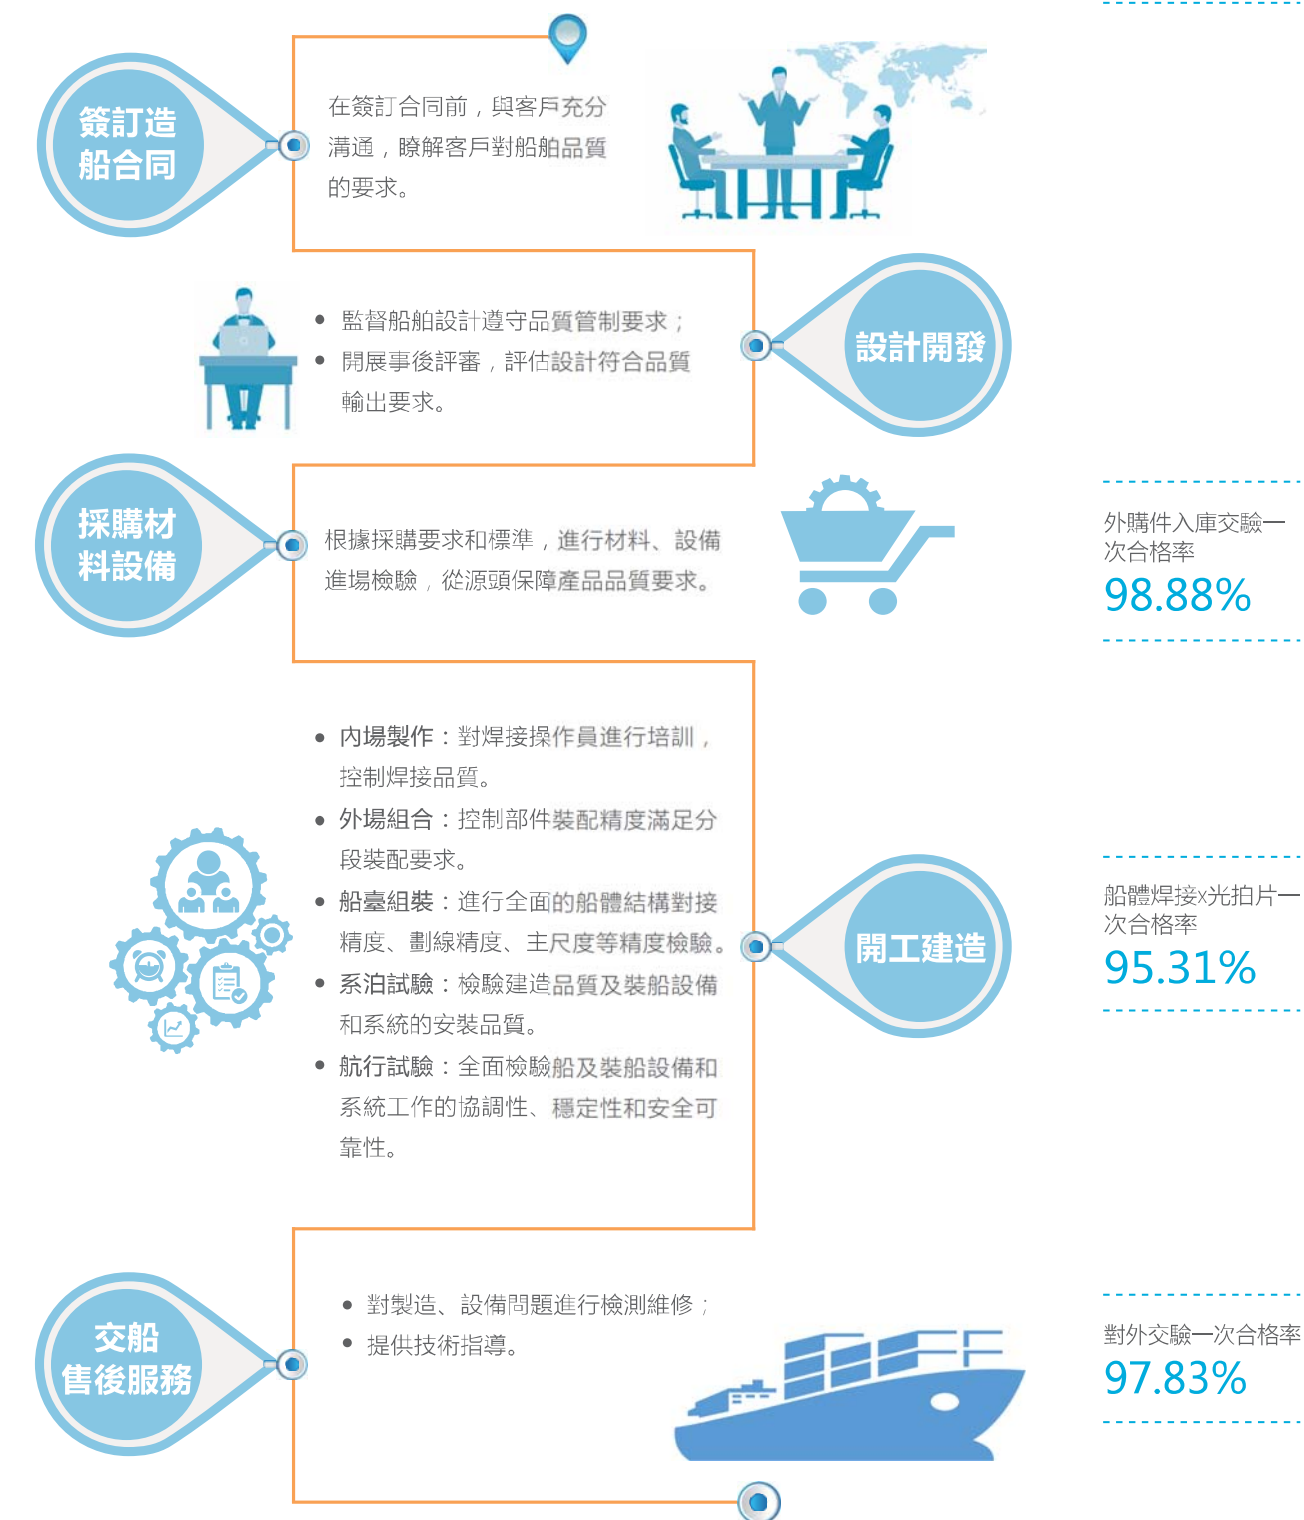 簽訂造
船合同
在簽訂合同前，與客戶充分
溝通，瞭解客戶對船舶品質
的要求。
• 監督船舶設計遵守品質管制要求；
• 開展事後評審，評估設計符合品質
輸出要求。
設計開發
採購材
料設備
根據採購要求和標準，進行材料、設備
進場檢驗，從源頭保障產品品質要求。
外購件入庫交驗一
次合格率
98.88%
• 內場製作：對焊接操作員進行培訓，
控制焊接品質。
• 外場組合：控制部件裝配精度滿足分
段裝配要求。
• 船臺組裝：進行全面的船體結構對接
精度、劃線精度、主尺度等精度檢驗。
• 系泊試驗：檢驗建造品質及裝船設備
和系統的安裝品質。
• 航行試驗：全面檢驗船及裝船設備和
系統工作的協調性、穩定性和安全可
靠性。
開工建造
船體焊接x光拍片一
次合格率
95.31%
交船
售後服務
• 對製造、設備問題進行檢測維修；
• 提供技術指導。
對外交驗一次合格率
97.83%